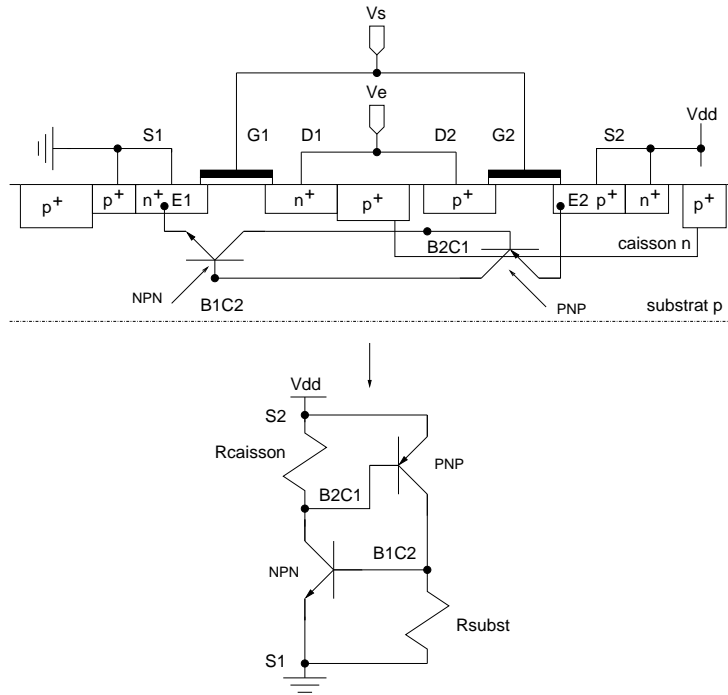 Vs
Ve
Vdd
S1
G1
D1
D2
G2
S2
p+
p+
n+
E1
n+
p+
p+
E2
p+
n+
p+
B2C1
caisson n
NPN
B1C2
PNP
substrat p
Vdd
S2
Rcaisson
PNP
B2C1
B1C2
NPN
Rsubst
S1